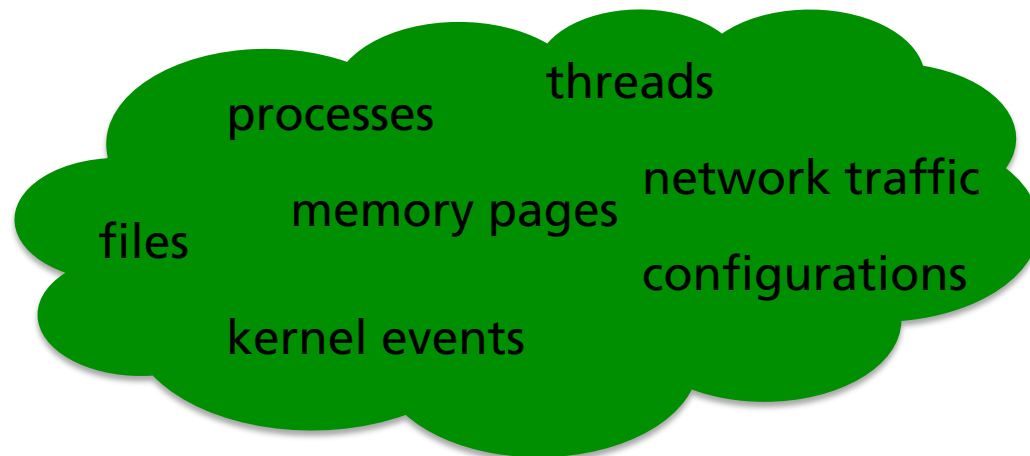 threads
processes
network traffic
memory pages
files
configurations
kernel events